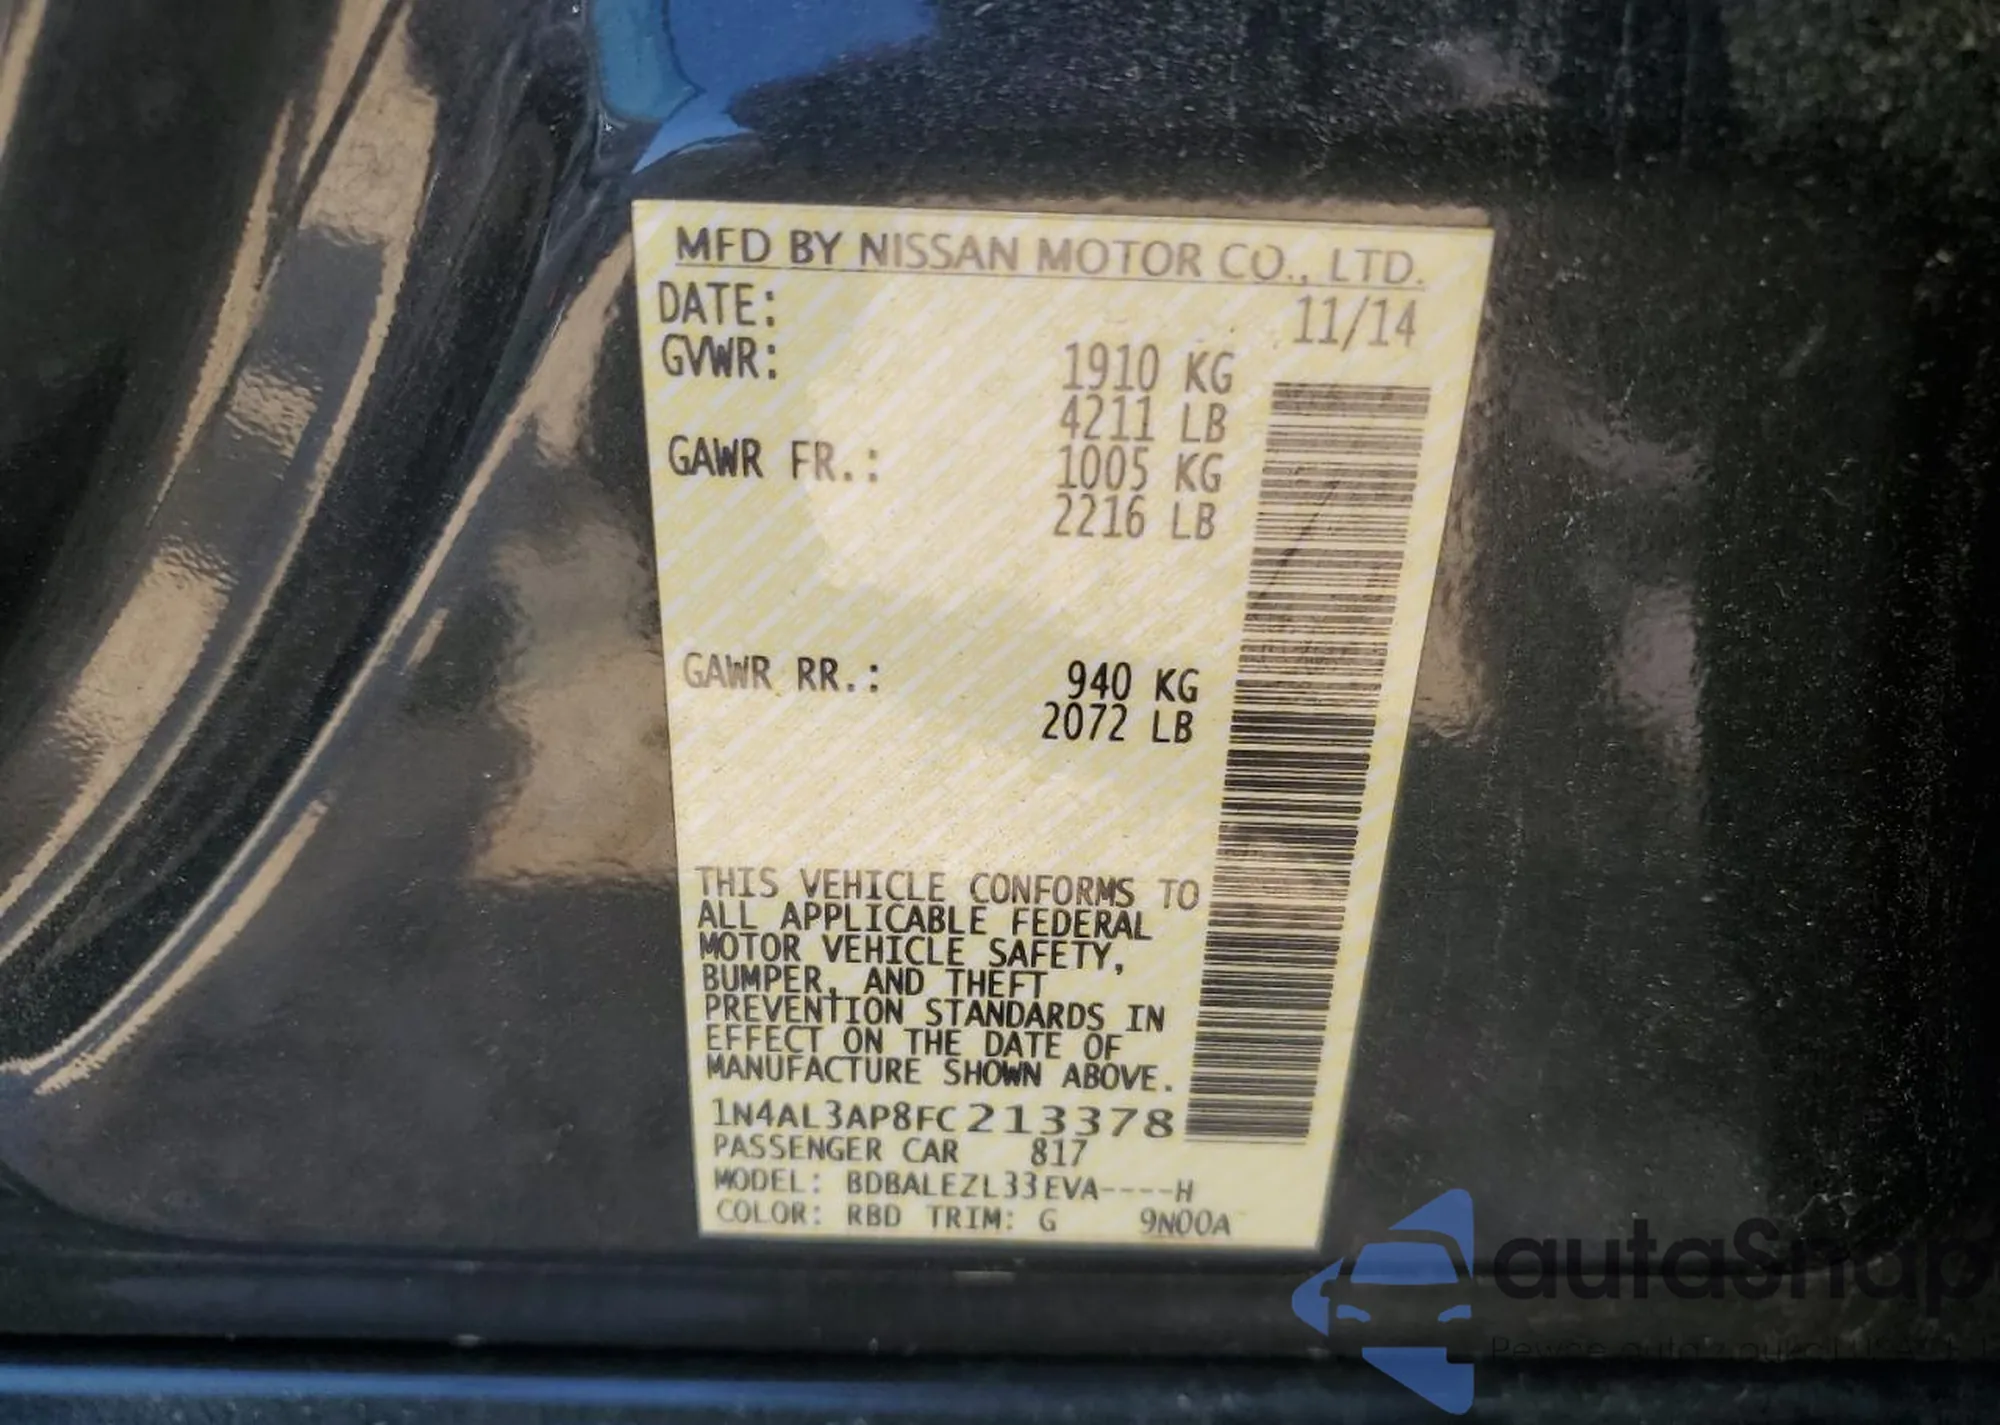 MFD BY NISSAN MOTOR CO., LTD.
DATE: 11/14
GVWR: 1910 KG
4211 LB
GAWR FR.: 1005 KG
2216 LB
GAWR RR.: 940 KG
2072 LB
THIS VEHICLE CONFORMS TO
ALL APPLICABLE FEDERAL
MOTOR VEHICLE SAFETY,
BUMPER, AND THEFT
PREVENTION STANDARDS IN
EFFECT ON THE DATE OF
MANUFACTURE SHOWN ABOVE.
1N4AL3AP8FC213378
PASSENGER CAR 817
MODEL: BDBALEZL33EVA----H
COLOR: RBD TRIM: G 9N00A
autaSnap
Pewne auta z